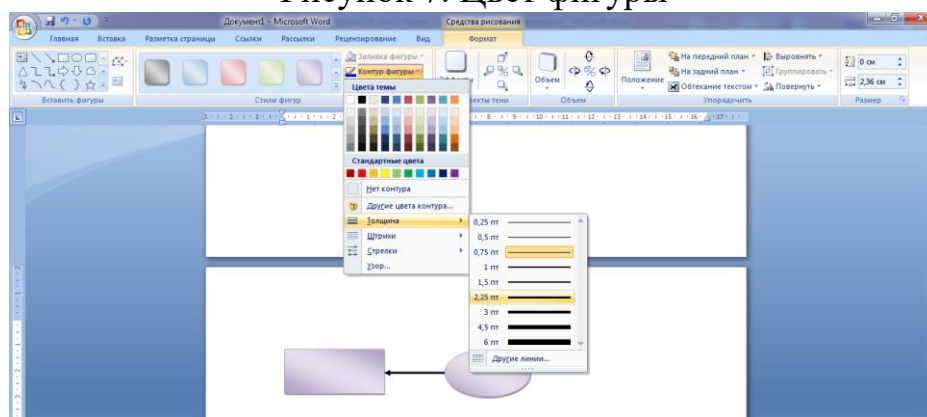 Рисунок 7. Цвет фигуры
Документ1 - Microsoft Word
Средства рисования
Главная Вставка Разметка страницы Ссылки Рассылки Рецензирование Вид Формат
Заливка фигуры
Контур фигуры
Объем
Положение
На передний план
На задний план
Обтекание текстом
Выровнять
Группировать
Повернуть
0 см
2,36 см
Вставить фигуры
Стили фигур
Объем
Упорядочить
Размер
Цвета темы
Стандартные цвета
Нет контура
Другие цвета контура...
Толщина
Штрихи
Стрелки
Узор...
0,25 пт
0,5 пт
0,75 пт
1 пт
1,5 пт
2,25 пт
3 пт
4,5 пт
6 пт
Другие линии...